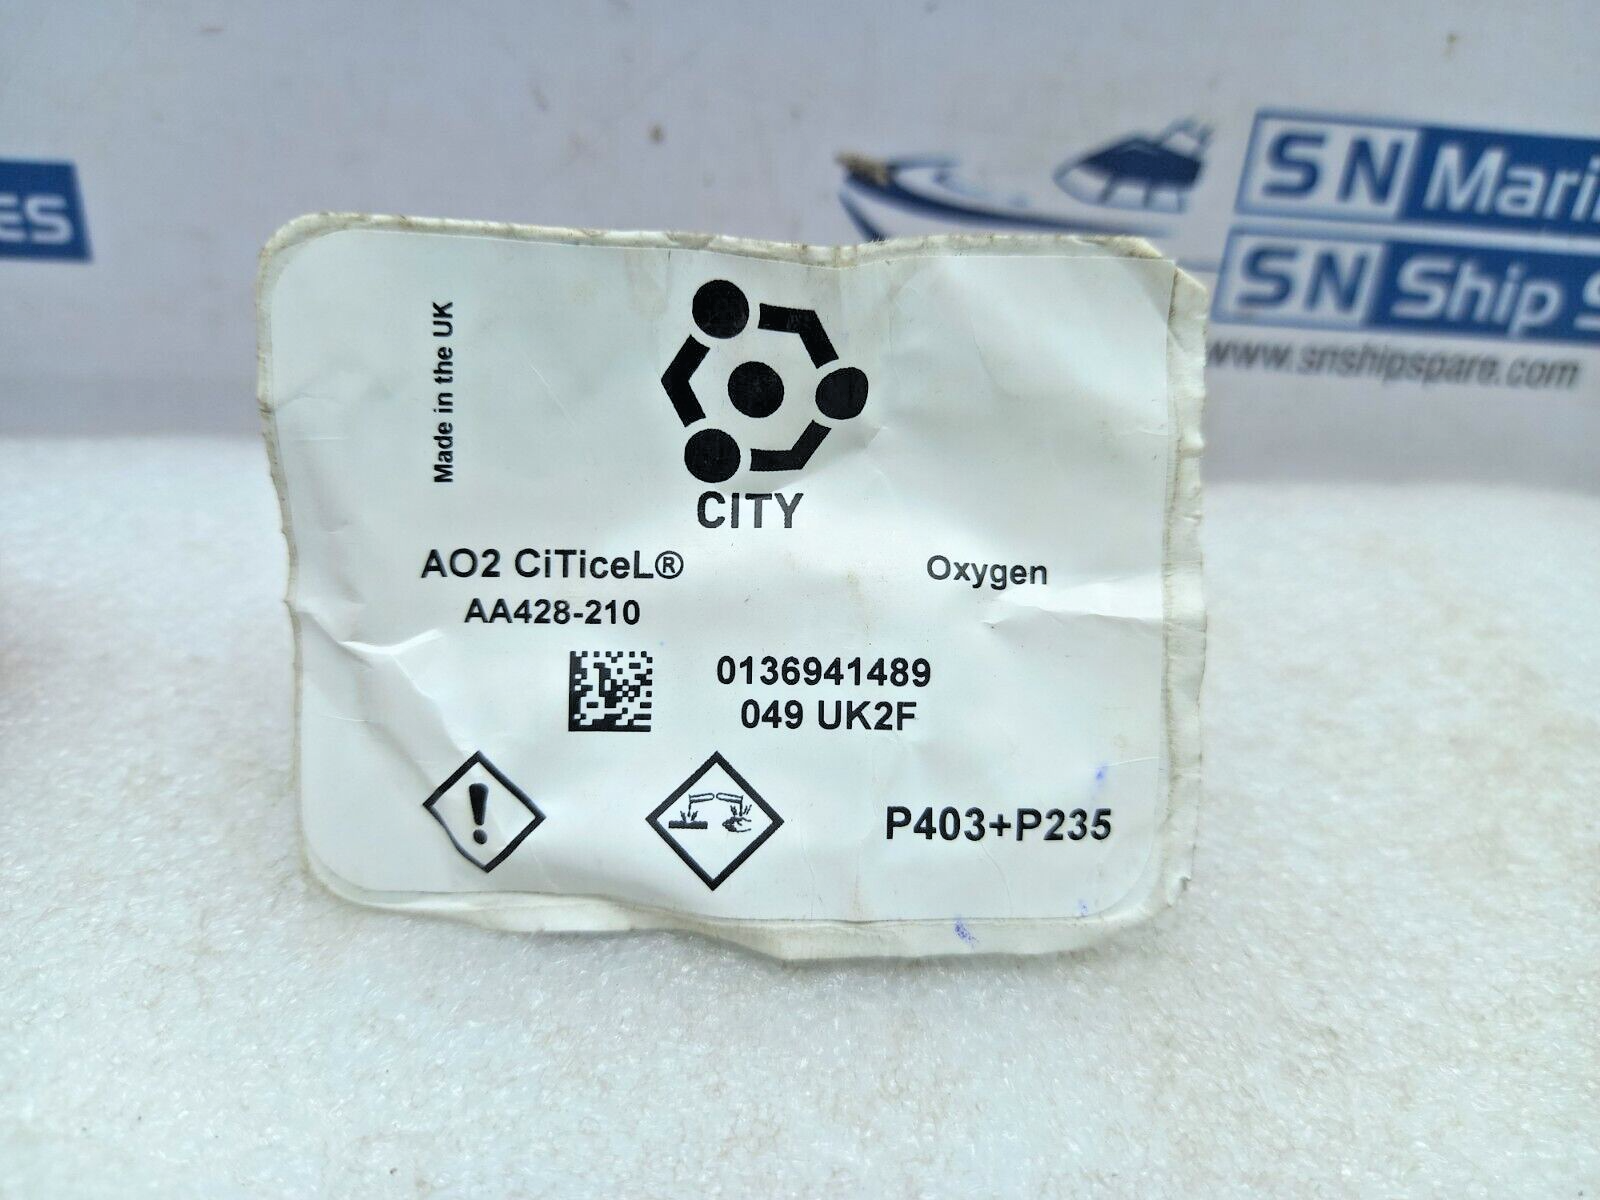 ES
SN Marin
SN Ship S
www.snshipspare.com
Made in the UK
CITY
AO2 CiTiceL®
Oxygen
AA428-210
0136941489
049 UK2F
P403+P235